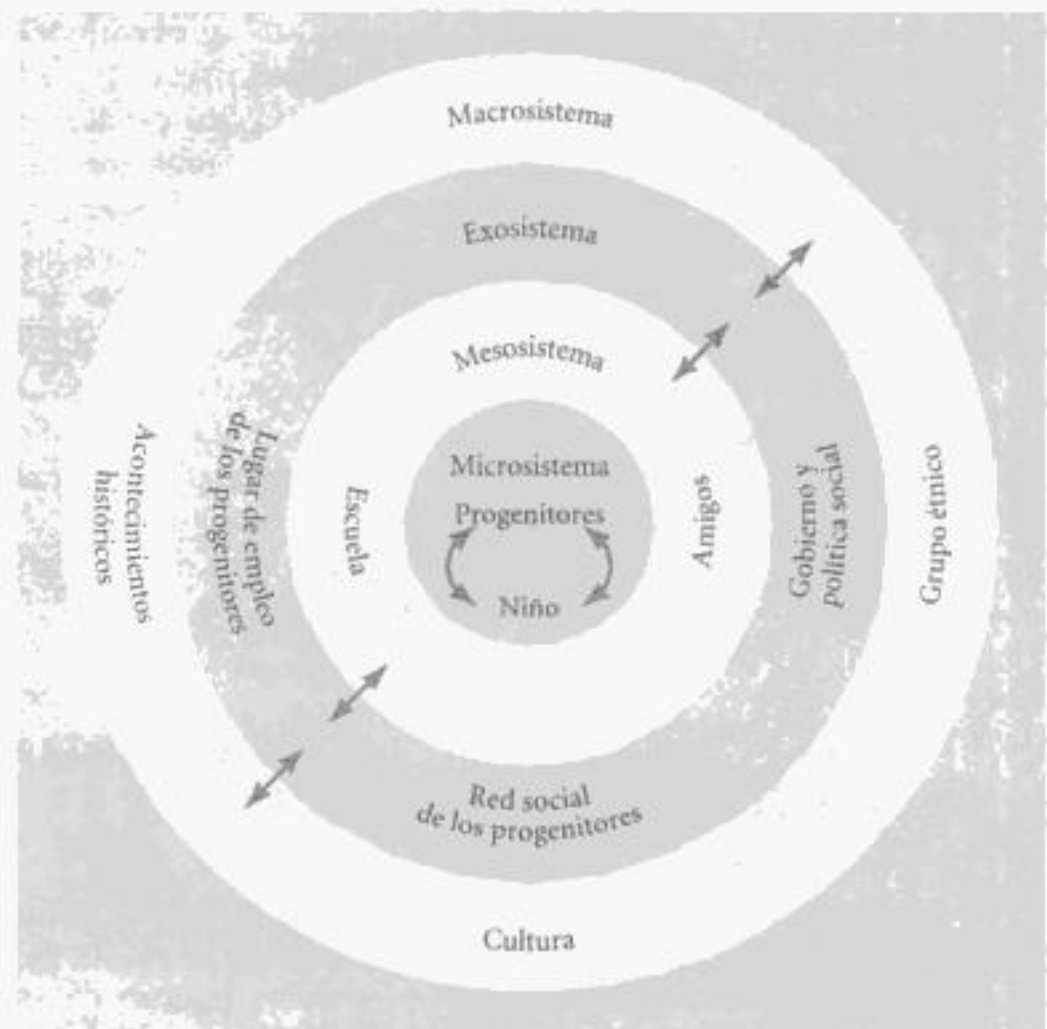 Macrosistema
Exosistema
Mesosistema
Microsistema
Progenitores
Niño
Escuela
Amigos
Lugar de empleo
de los progenitores
Gobierno y
política social
Red social
de los progenitores
Acontecimientos
históricos
Grupo étnico
Cultura